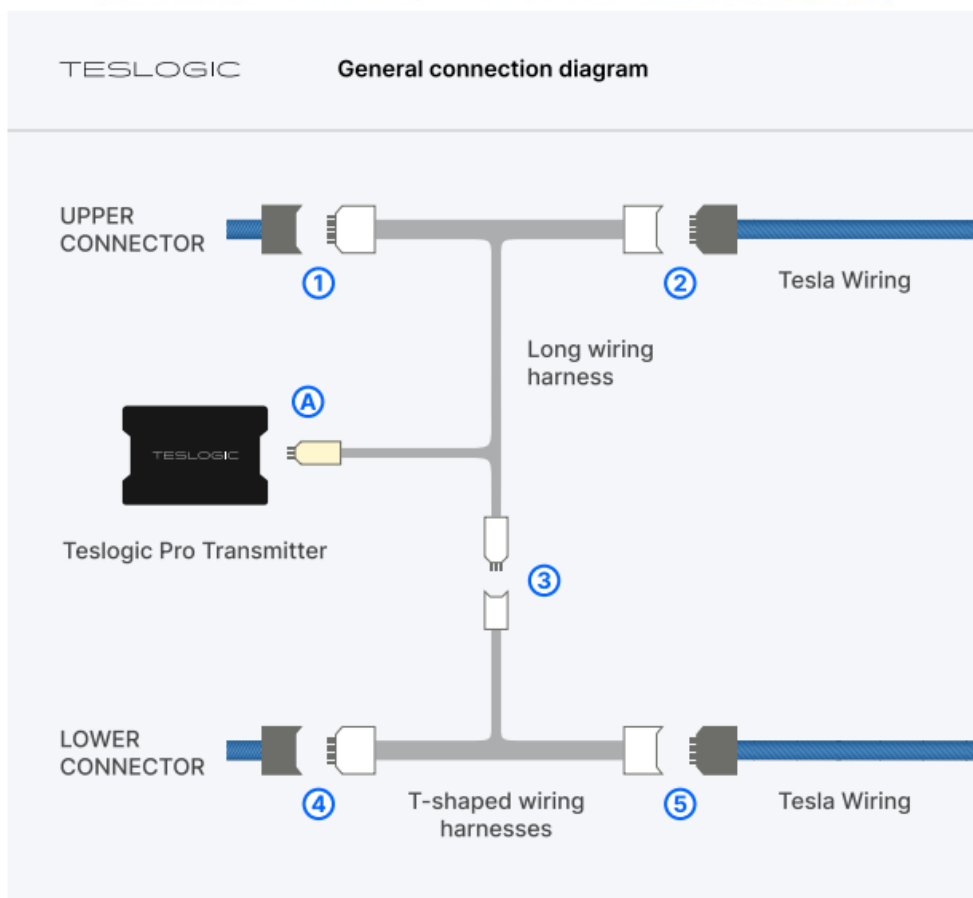 TESLOGIC
General connection diagram
UPPER
CONNECTOR
1
2
Tesla Wiring
Long wiring
harness
A
TESLOGIC
Teslogic Pro Transmitter
3
LOWER
CONNECTOR
4
T-shaped wiring
harnesses
5
Tesla Wiring